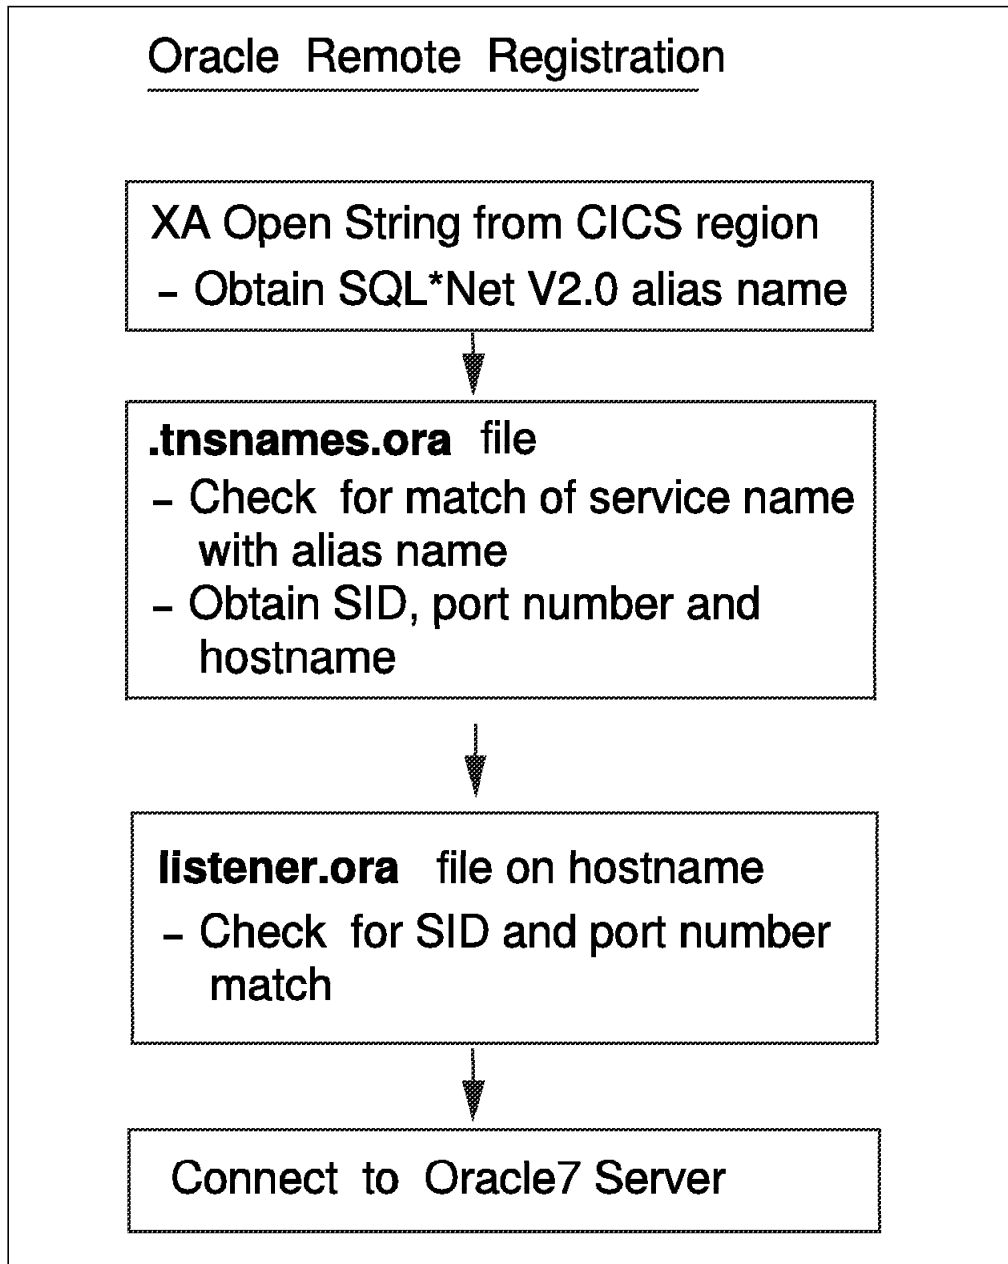 Oracle Remote Registration
XA Open String from CICS region
– Obtain SQL*Net V2.0 alias name
.tnsnames.ora file
– Check for match of service name
with alias name
– Obtain SID, port number and
hostname
listener.ora file on hostname
– Check for SID and port number
match
Connect to Oracle7 Server